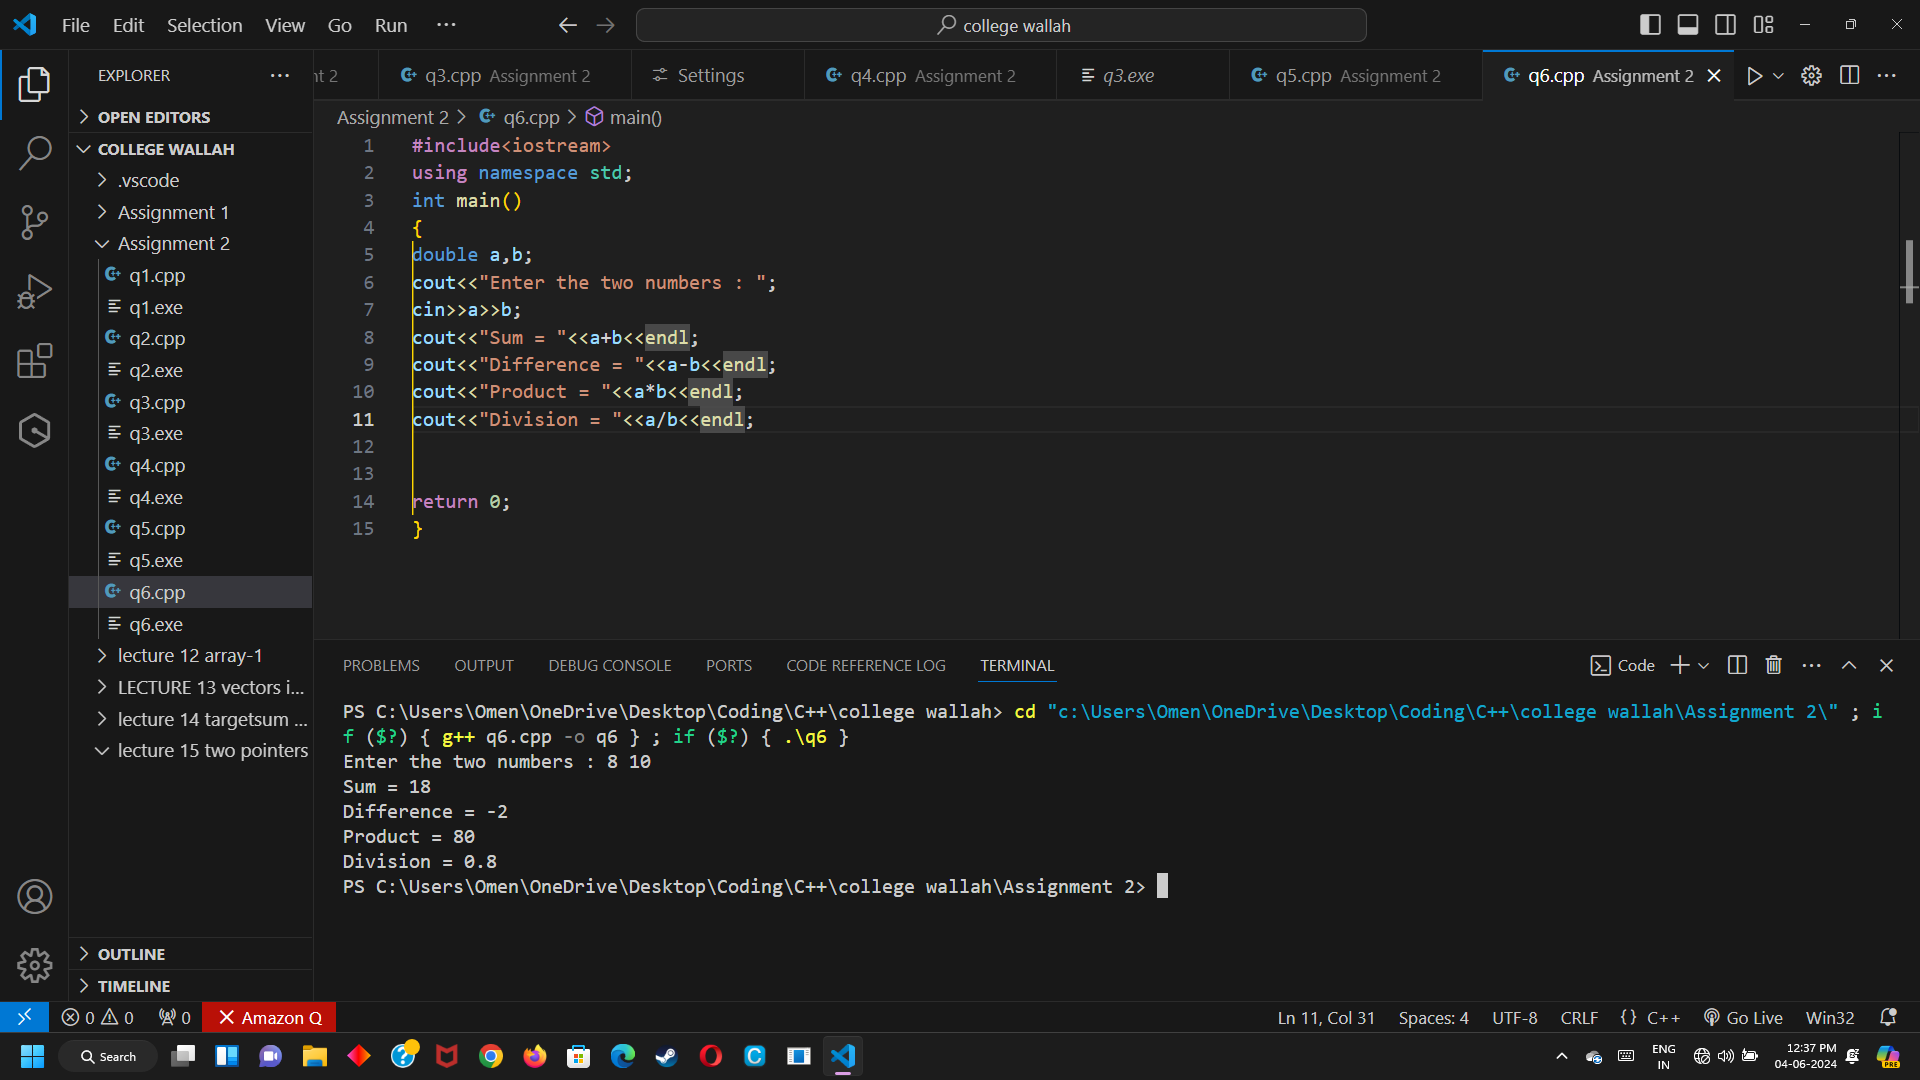 File Edit Selection View Go Run ···
college wallah
EXPLORER ···
nt 2
q3.cpp Assignment 2
Settings
q4.cpp Assignment 2
q3.exe
q5.cpp Assignment 2
q6.cpp Assignment 2
OPEN EDITORS
COLLEGE WALLAH
.vscode
Assignment 1
Assignment 2
q1.cpp
q1.exe
q2.cpp
q2.exe
q3.cpp
q3.exe
q4.cpp
q4.exe
q5.cpp
q5.exe
q6.cpp
q6.exe
lecture 12 array-1
LECTURE 13 vectors i...
lecture 14 targetsum ...
lecture 15 two pointers
OUTLINE
TIMELINE
Assignment 2 > q6.cpp > main()
1 #include<iostream>
2 using namespace std;
3 int main()
4 {
5 double a,b;
6 cout<<"Enter the two numbers : ";
7 cin>>a>>b;
8 cout<<"Sum = "<<a+b<<endl;
9 cout<<"Difference = "<<a-b<<endl;
10 cout<<"Product = "<<a*b<<endl;
11 cout<<"Division = "<<a/b<<endl;
12
13
14 return 0;
15 }
PROBLEMS OUTPUT DEBUG CONSOLE PORTS CODE REFERENCE LOG TERMINAL
Code
PS C:\Users\Omen\OneDrive\Desktop\Coding\C++\college wallah> cd "c:\Users\Omen\OneDrive\Desktop\Coding\C++\college wallah\Assignment 2\" ; i
f ($?) { g++ q6.cpp -o q6 } ; if ($?) { .\q6 }
Enter the two numbers : 8 10
Sum = 18
Difference = -2
Product = 80
Division = 0.8
PS C:\Users\Omen\OneDrive\Desktop\Coding\C++\college wallah\Assignment 2>
0 0 0 Amazon Q
Ln 11, Col 31 Spaces: 4 UTF-8 CRLF {} C++ Go Live Win32
Search
ENG
IN
12:37 PM
04-06-2024
PRE